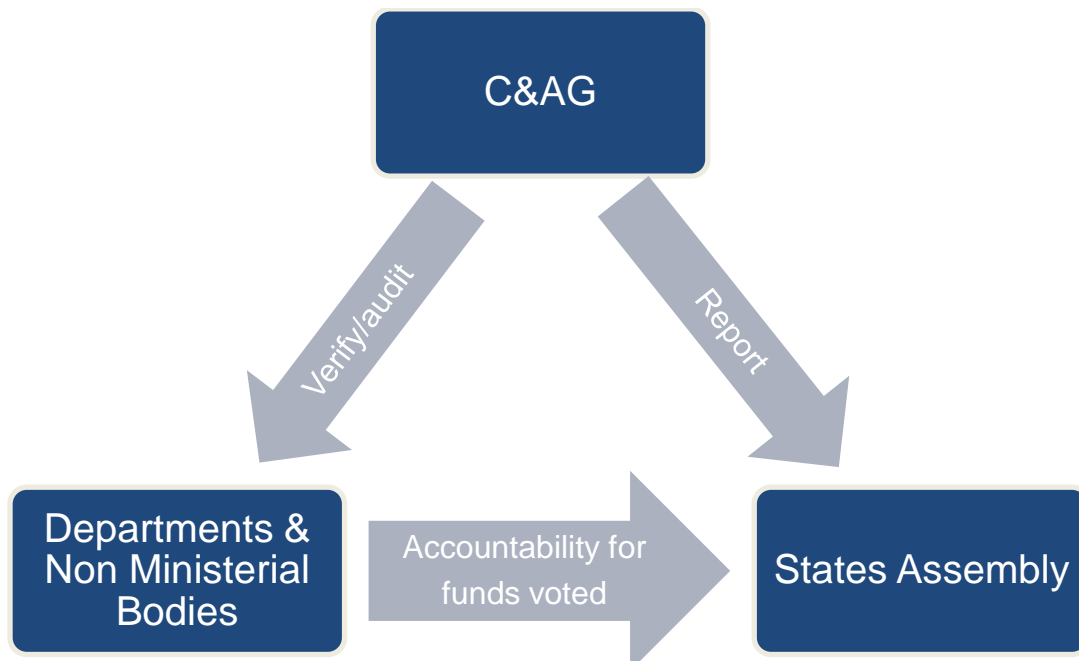 C&AG
Verify/audit
Report
Departments &
Non Ministerial
Bodies
Accountability for
funds voted
States Assembly